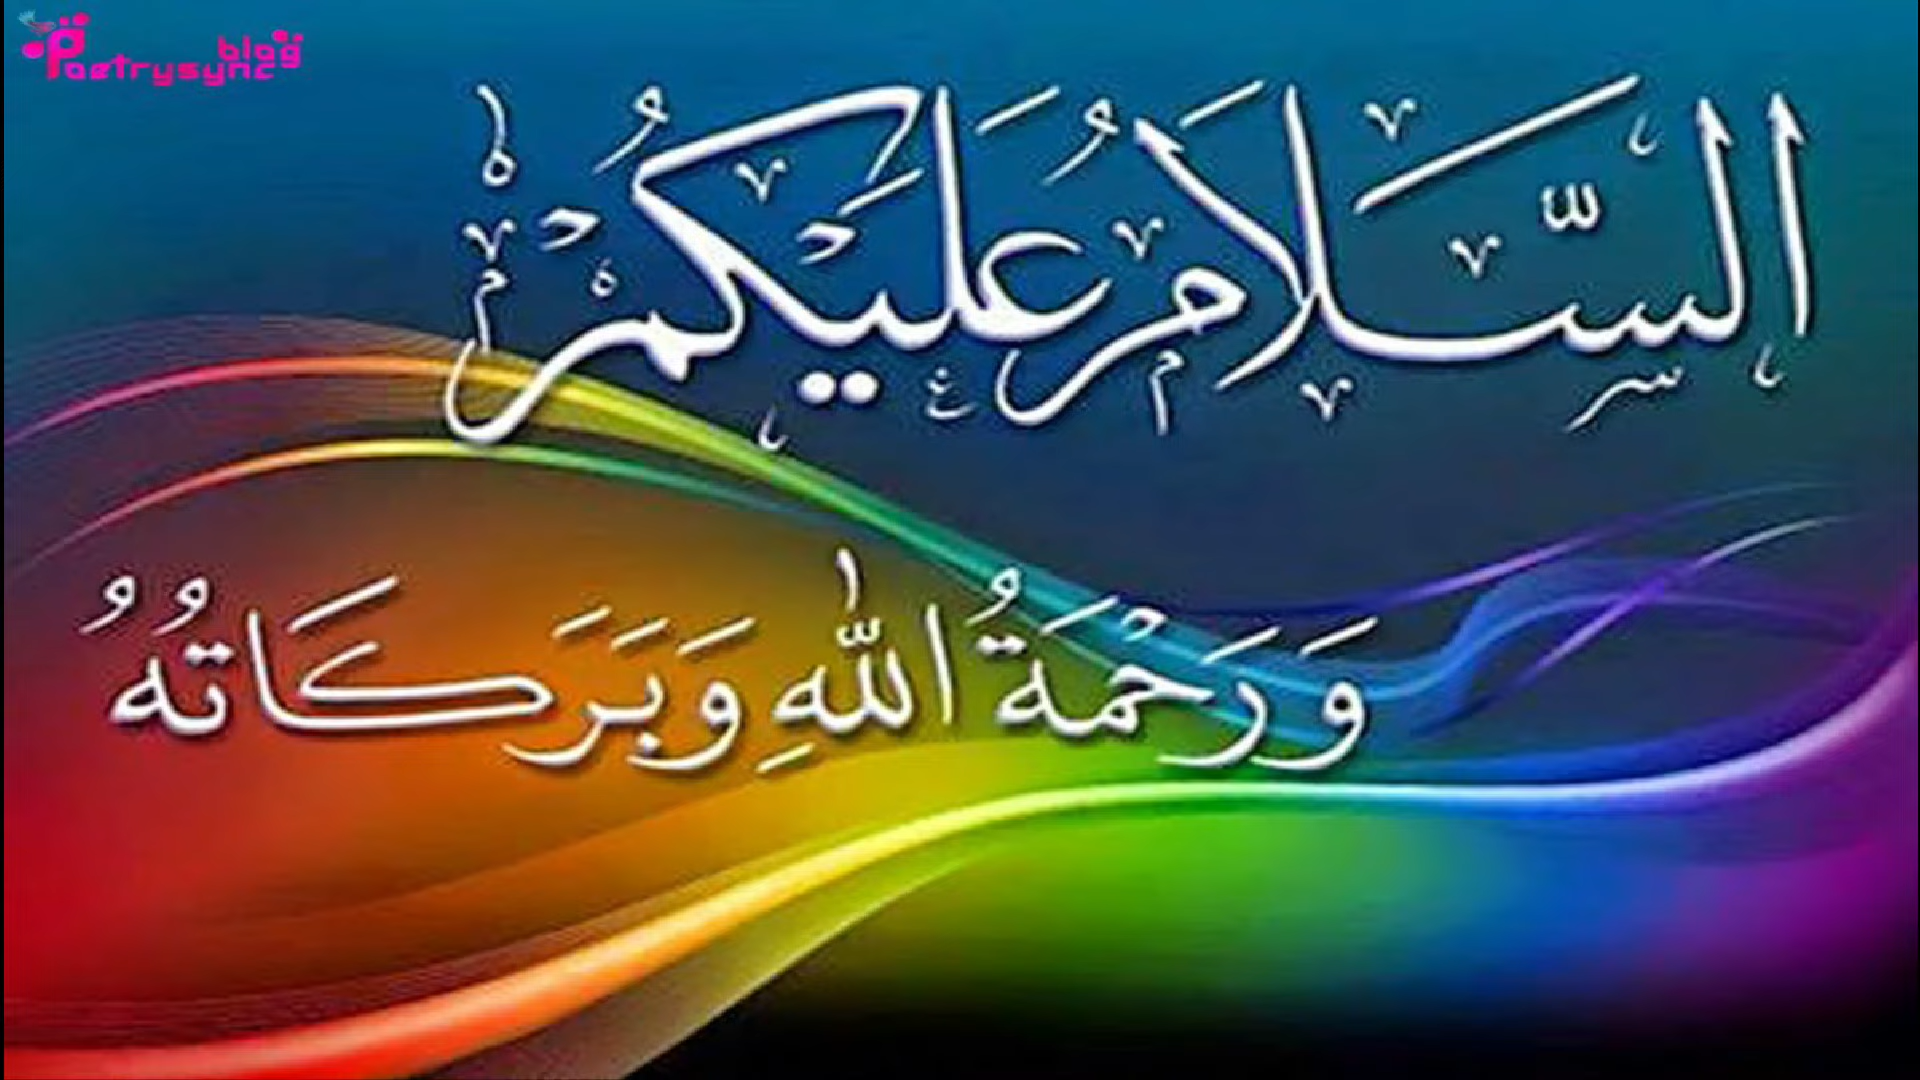 Poetrysync blog
السَّلَامُ عَلَيْكُمْ
وَرَحْمَةُ اللهِ وَبَرَكَاتُهُ